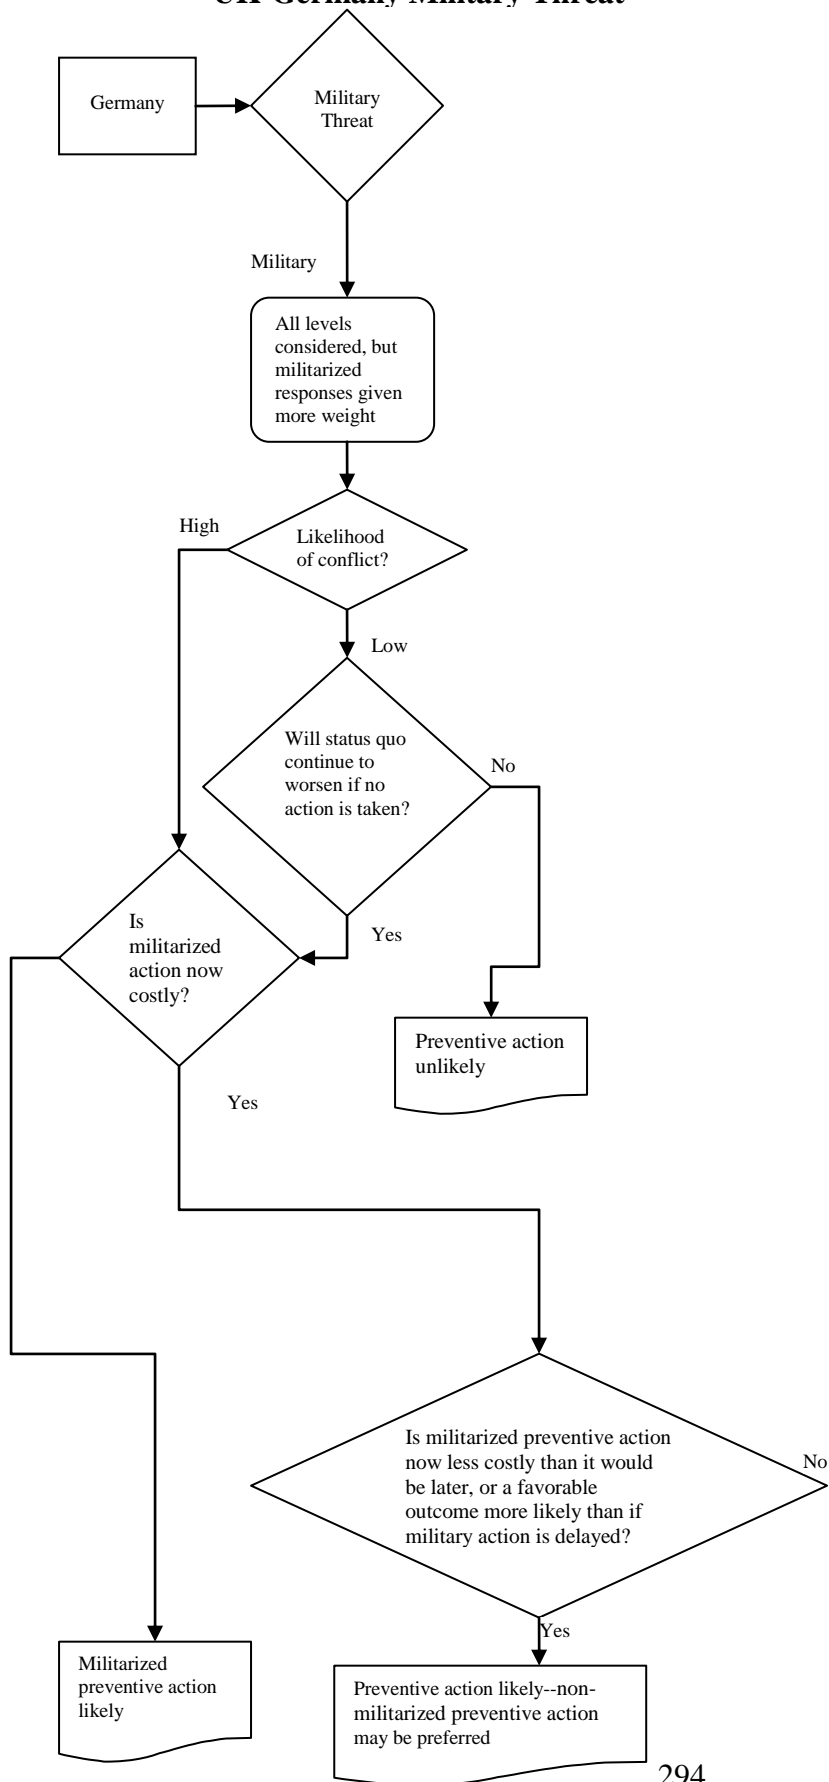 UK-Germany Military Threat
Germany
Military
Threat
Military
All levels
considered, but
militarized
responses given
more weight
High
Likelihood
of conflict?
Low
Will status quo
continue to
worsen if no
action is taken?
No
Is
militarized
action now
costly?
Yes
Preventive action
unlikely
Yes
Is militarized preventive action
now less costly than it would
be later, or a favorable
outcome more likely than if
military action is delayed?
No
Yes
Militarized
preventive action
likely
Preventive action likely--non-
militarized preventive action
may be preferred
294